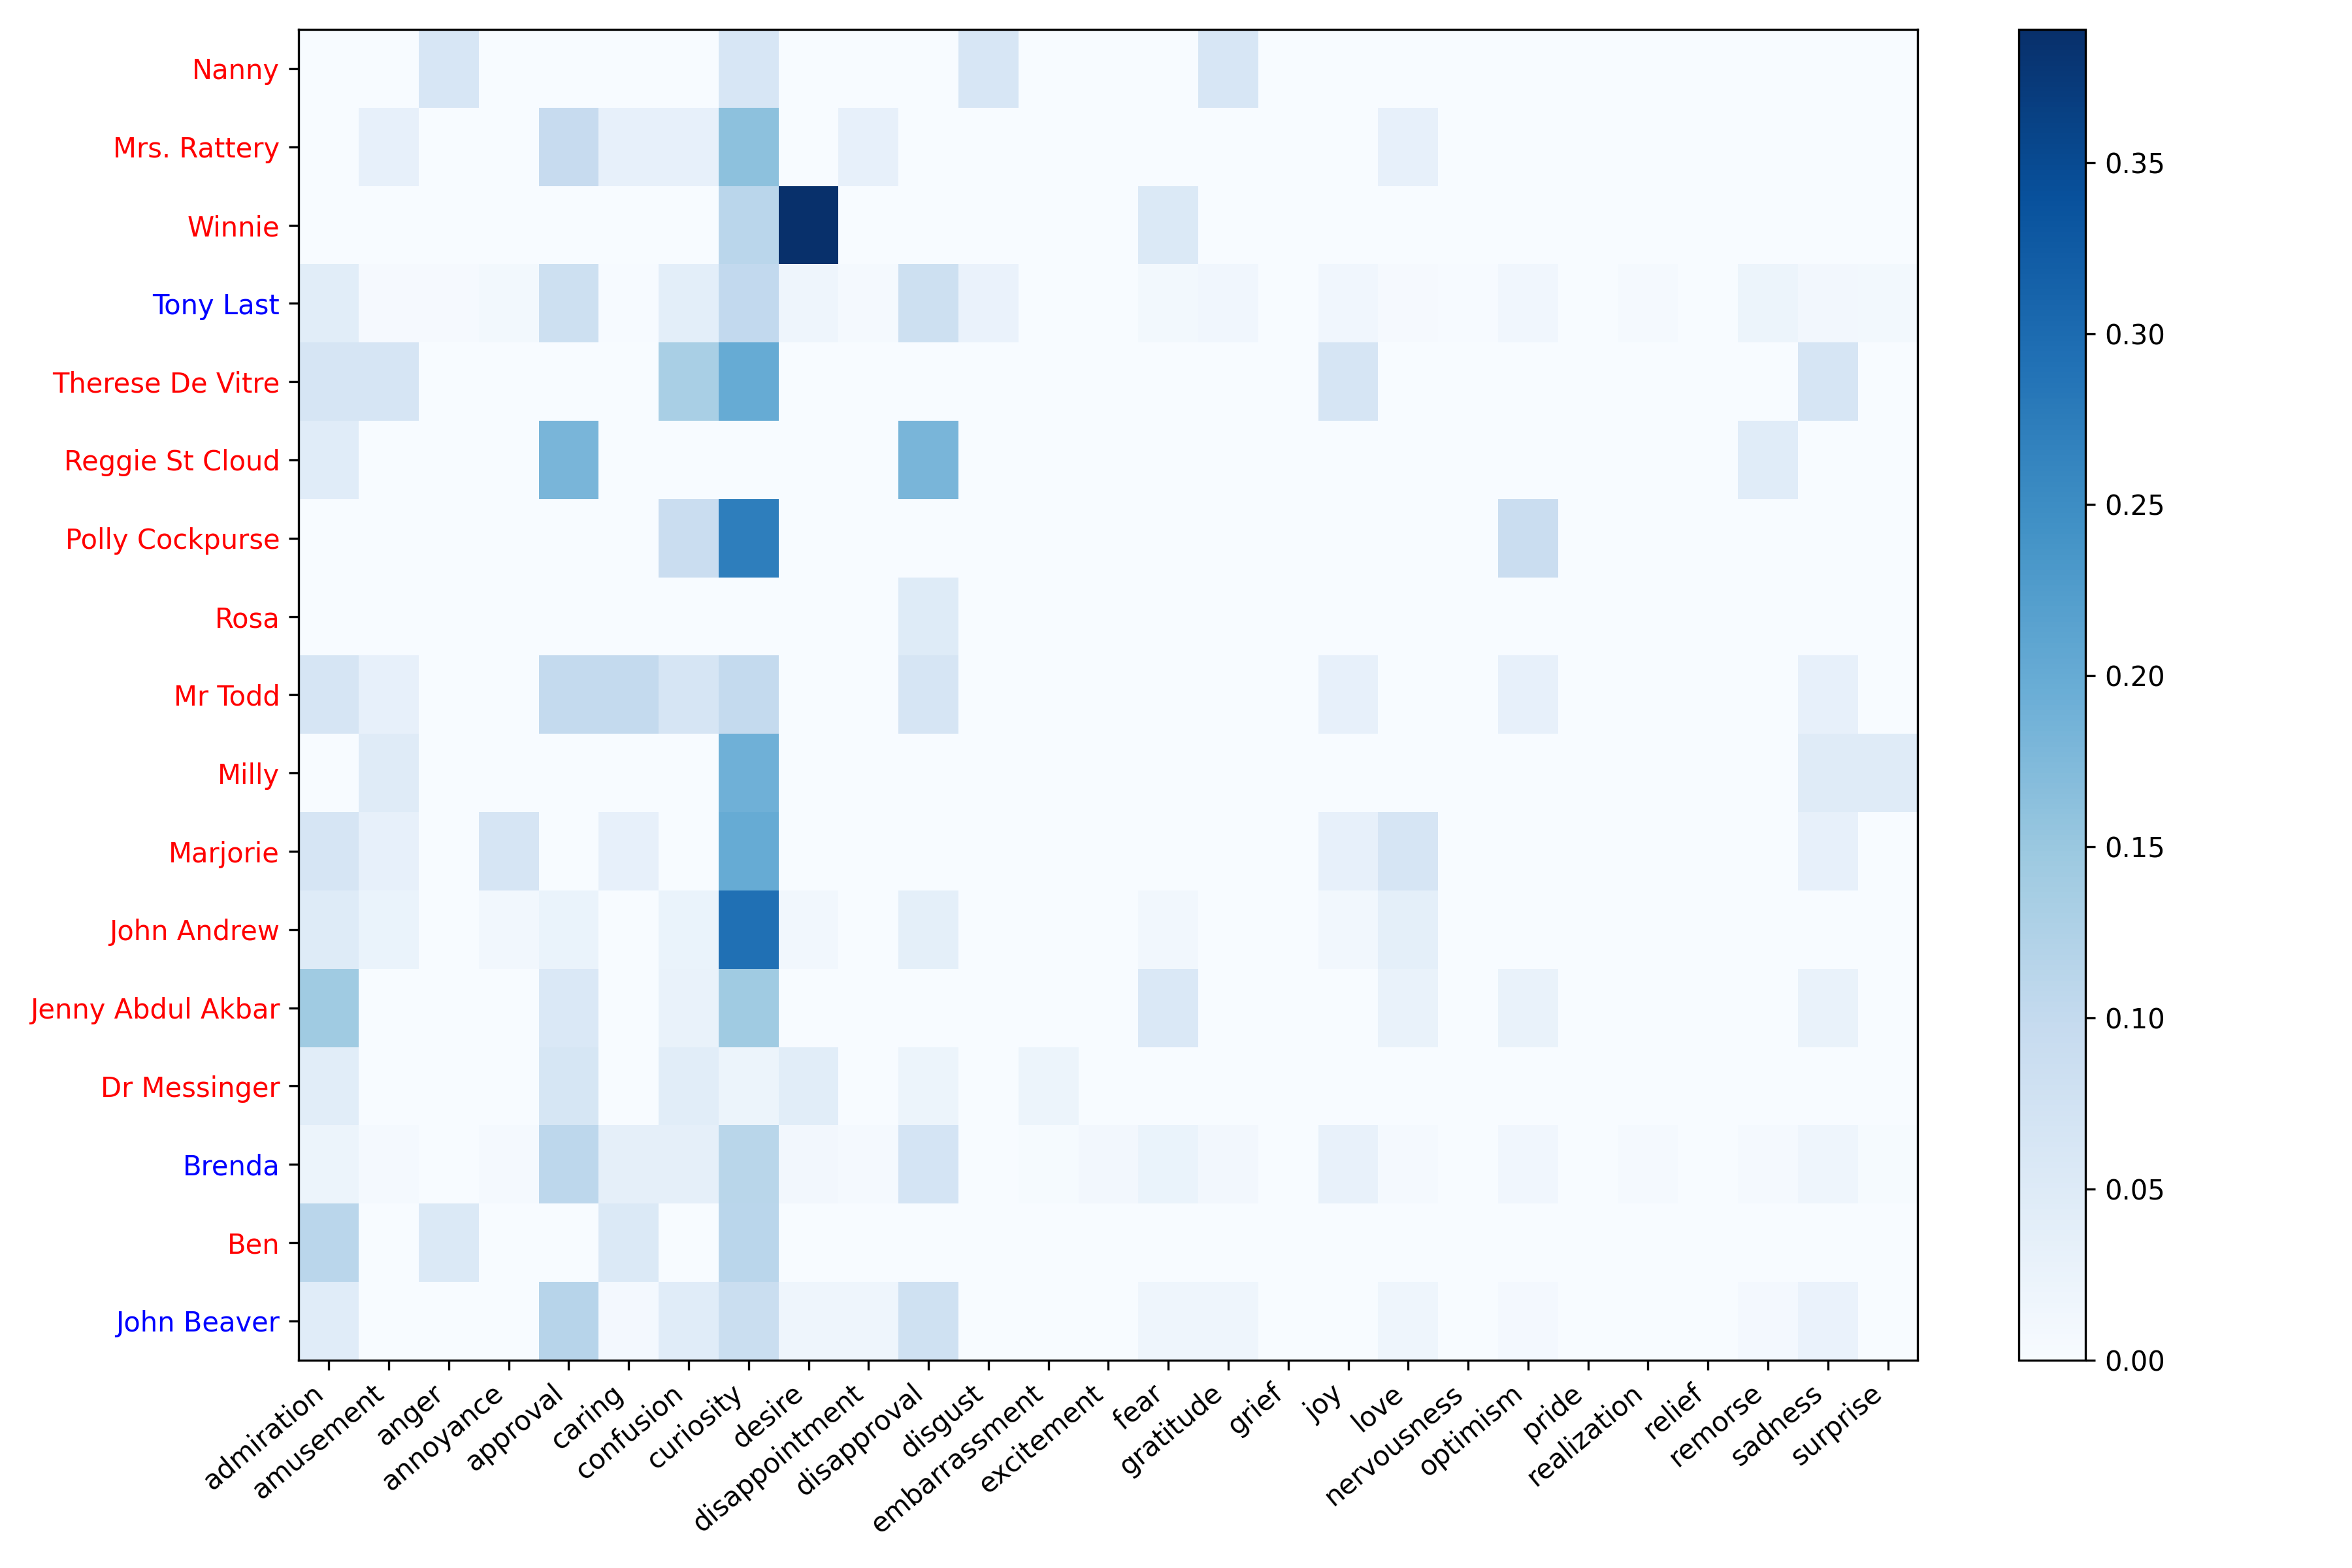 Nanny
Mrs. Rattery
Winnie
Tony Last
Therese De Vitre
Reggie St Cloud
Polly Cockpurse
Rosa
Mr Todd
Milly
Marjorie
John Andrew
Jenny Abdul Akbar
Dr Messinger
Brenda
Ben
John Beaver
admiration
amusement
anger
annoyance
approval
caring
confusion
curiosity
desire
disappointment
disapproval
disgust
embarrassment
excitement
fear
gratitude
grief
joy
love
nervousness
optimism
pride
realization
relief
remorse
sadness
surprise
0.35
0.30
0.25
0.20
0.15
0.10
0.05
0.00